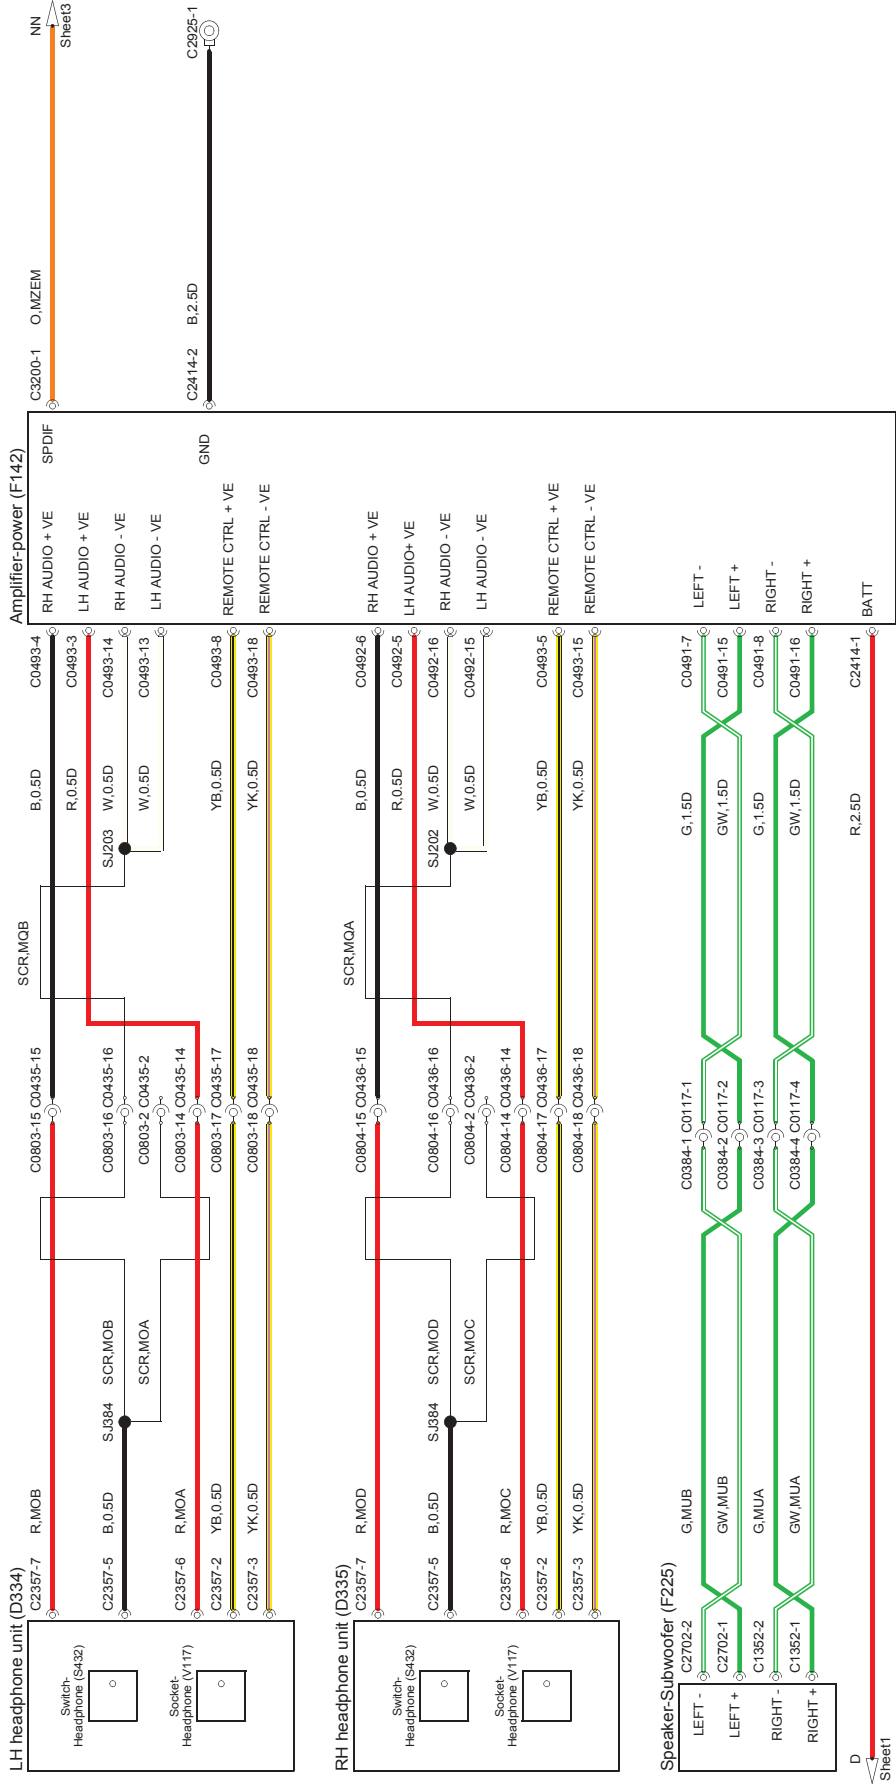 NN
Sheet3
O,MZEM
C3200-1
C2925-1
B,2.5D
C2414-2
Amplifier-power (F142)
SPDIF
GND
RH AUDIO + VE
LH AUDIO + VE
RH AUDIO - VE
LH AUDIO - VE
REMOTE CTRL + VE
REMOTE CTRL - VE
RH AUDIO + VE
LH AUDIO+ VE
RH AUDIO - VE
LH AUDIO - VE
REMOTE CTRL + VE
REMOTE CTRL - VE
LEFT -
LEFT +
RIGHT -
RIGHT +
BATT
C0493-4
C0493-3
C0493-14
C0493-13
C0493-8
C0493-18
C0492-6
C0492-5
C0492-16
C0492-15
C0493-5
C0493-15
C0491-7
C0491-15
C0491-8
C0491-16
C2414-1
B,0.5D
R,0.5D
W,0.5D
W,0.5D
YB,0.5D
YK,0.5D
B,0.5D
R,0.5D
W,0.5D
W,0.5D
YB,0.5D
YK,0.5D
G,1.5D
GW,1.5D
G,1.5D
GW,1.5D
R,2.5D
SJ203
SJ202
SCR,MQB
SCR,MQA
C0803-15 C0435-15
C0803-16 C0435-16
C0803-2 C0435-2
C0803-14 C0435-14
C0803-17 C0435-17
C0803-18 C0435-18
C0804-15 C0436-15
C0804-16 C0436-16
C0804-2 C0436-2
C0804-14 C0436-14
C0804-17 C0436-17
C0804-18 C0436-18
C0384-1 C0117-1
C0384-2 C0117-2
C0384-3 C0117-3
C0384-4 C0117-4
SCR,MOB
SCR,MOA
SCR,MOD
SCR,MOC
SJ384
SJ384
R,MOB
B,0.5D
R,MOA
YB,0.5D
YK,0.5D
R,MOD
B,0.5D
R,MOC
YB,0.5D
YK,0.5D
G,MUB
GW,MUB
G,MUA
GW,MUA
C2357-7
C2357-5
C2357-6
C2357-2
C2357-3
C2357-7
C2357-5
C2357-6
C2357-2
C2357-3
C2702-2
C2702-1
C1352-2
C1352-1
LH headphone unit (D334)
Switch-
Headphone (S432)
Socket-
Headphone (V117)
RH headphone unit (D335)
Switch-
Headphone (S432)
Socket-
Headphone (V117)
Speaker-Subwoofer (F225)
LEFT -
LEFT +
RIGHT -
RIGHT +
D
Sheet1